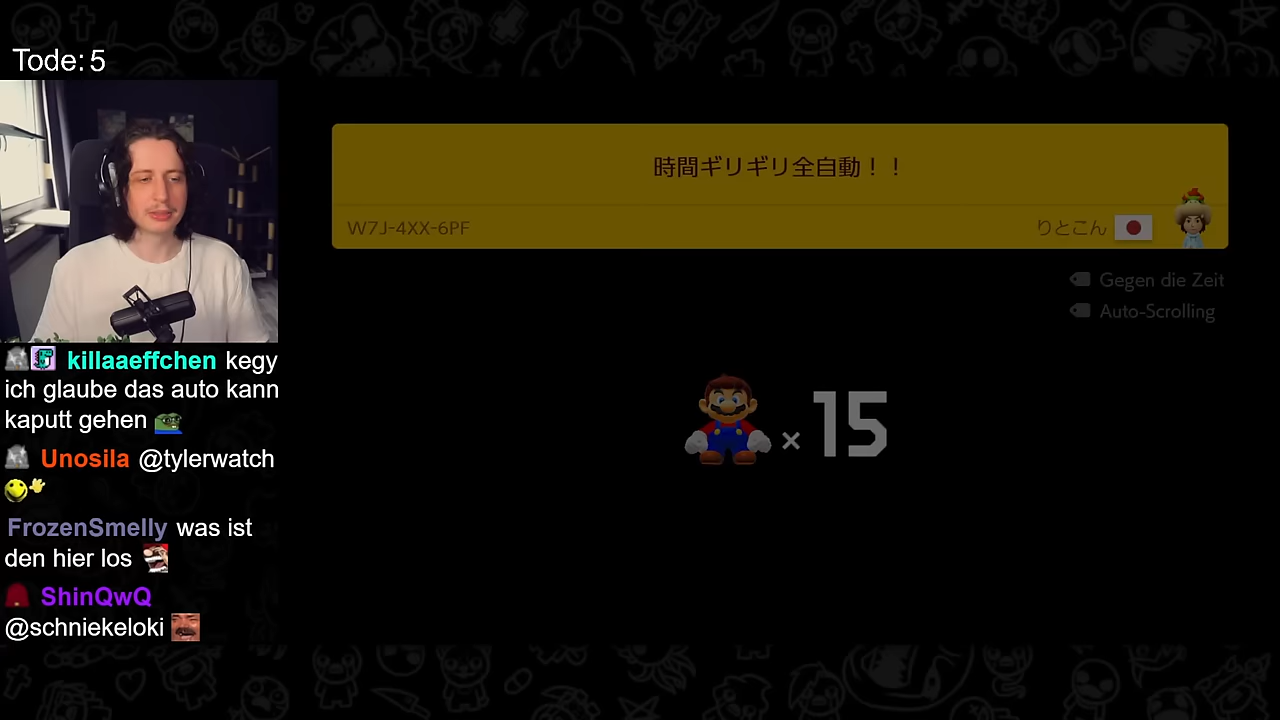 Tode: 5
時間ギリギリ全自動！！
W7J-4XX-6PF
りとこん
Gegen die Zeit
Auto-Scrolling
× 15
killaaeffchen kegy
ich glaube das auto kann
kaputt gehen
Unosila @tylerwatch
FrozenSmelly was ist
den hier los
ShinQwQ
@schniekeloki